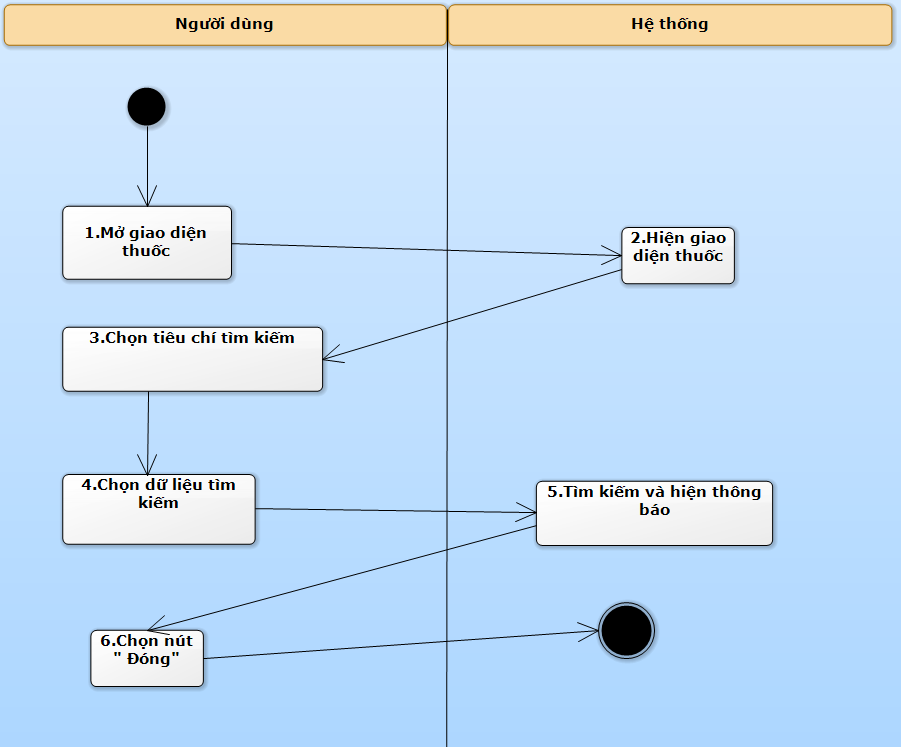 Người dùng
Hệ thống
1.Mở giao diện
thuốc
2.Hiện giao
diện thuốc
3.Chọn tiêu chí tìm kiếm
4.Chọn dữ liệu tìm
kiếm
5.Tìm kiếm và hiện thông
báo
6.Chọn nút
" Đóng"